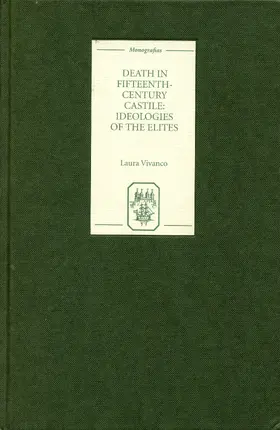 Monografías
DEATH IN
FIFTEENTH-
CENTURY
CASTILE:
IDEOLOGIES
OF THE ELITES
Laura Vivanco